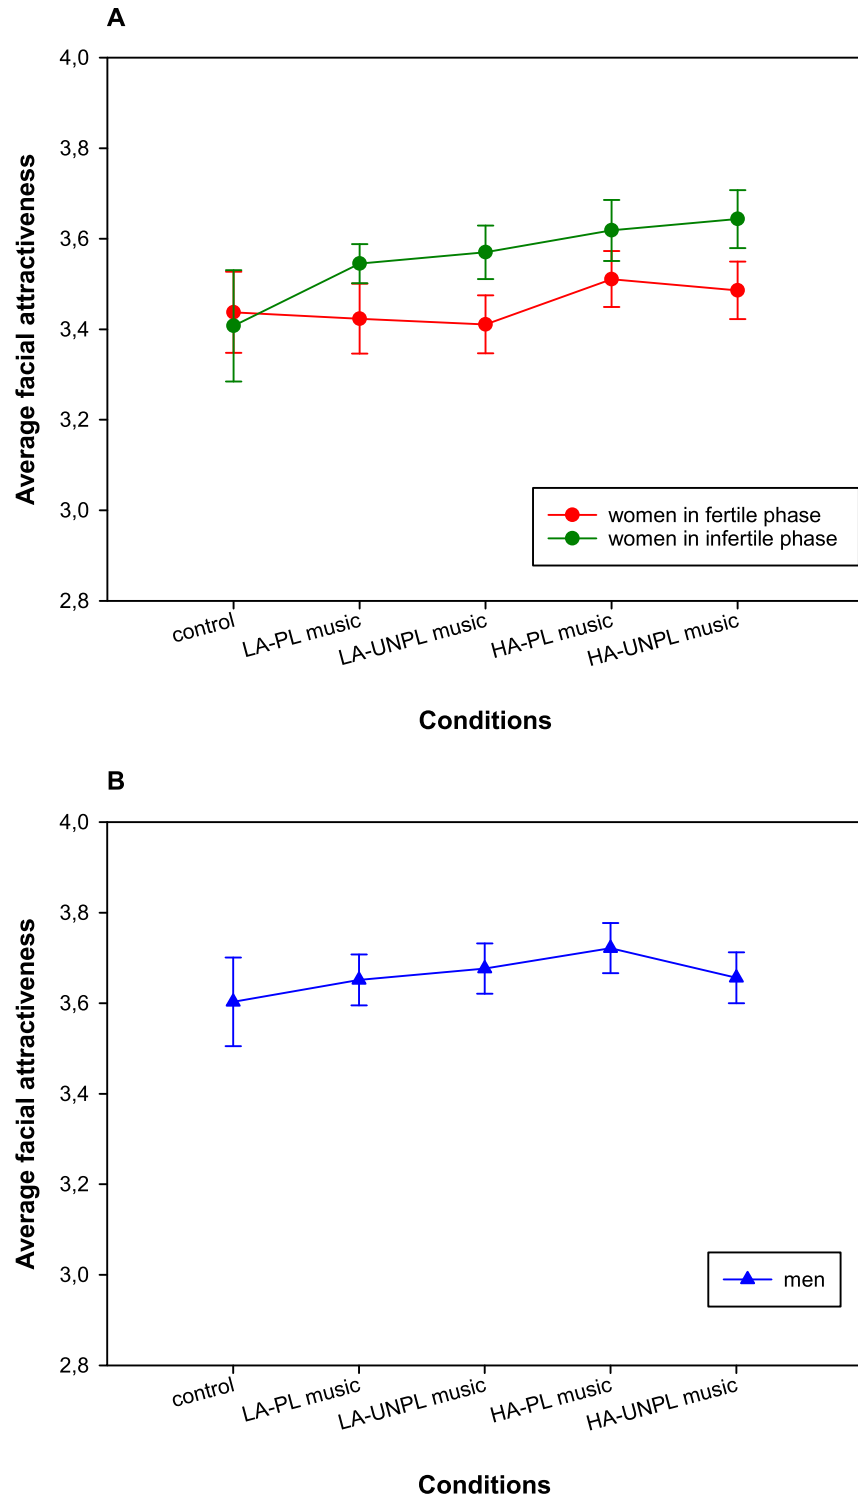 A
4,0
3,8
3,6
3,4
3,2
3,0
2,8
Average facial attractiveness
women in fertile phase
women in infertile phase
control
LA-PL music
LA-UNPL music
HA-PL music
HA-UNPL music
Conditions
B
4,0
3,8
3,6
3,4
3,2
3,0
2,8
Average facial attractiveness
men
control
LA-PL music
LA-UNPL music
HA-PL music
HA-UNPL music
Conditions